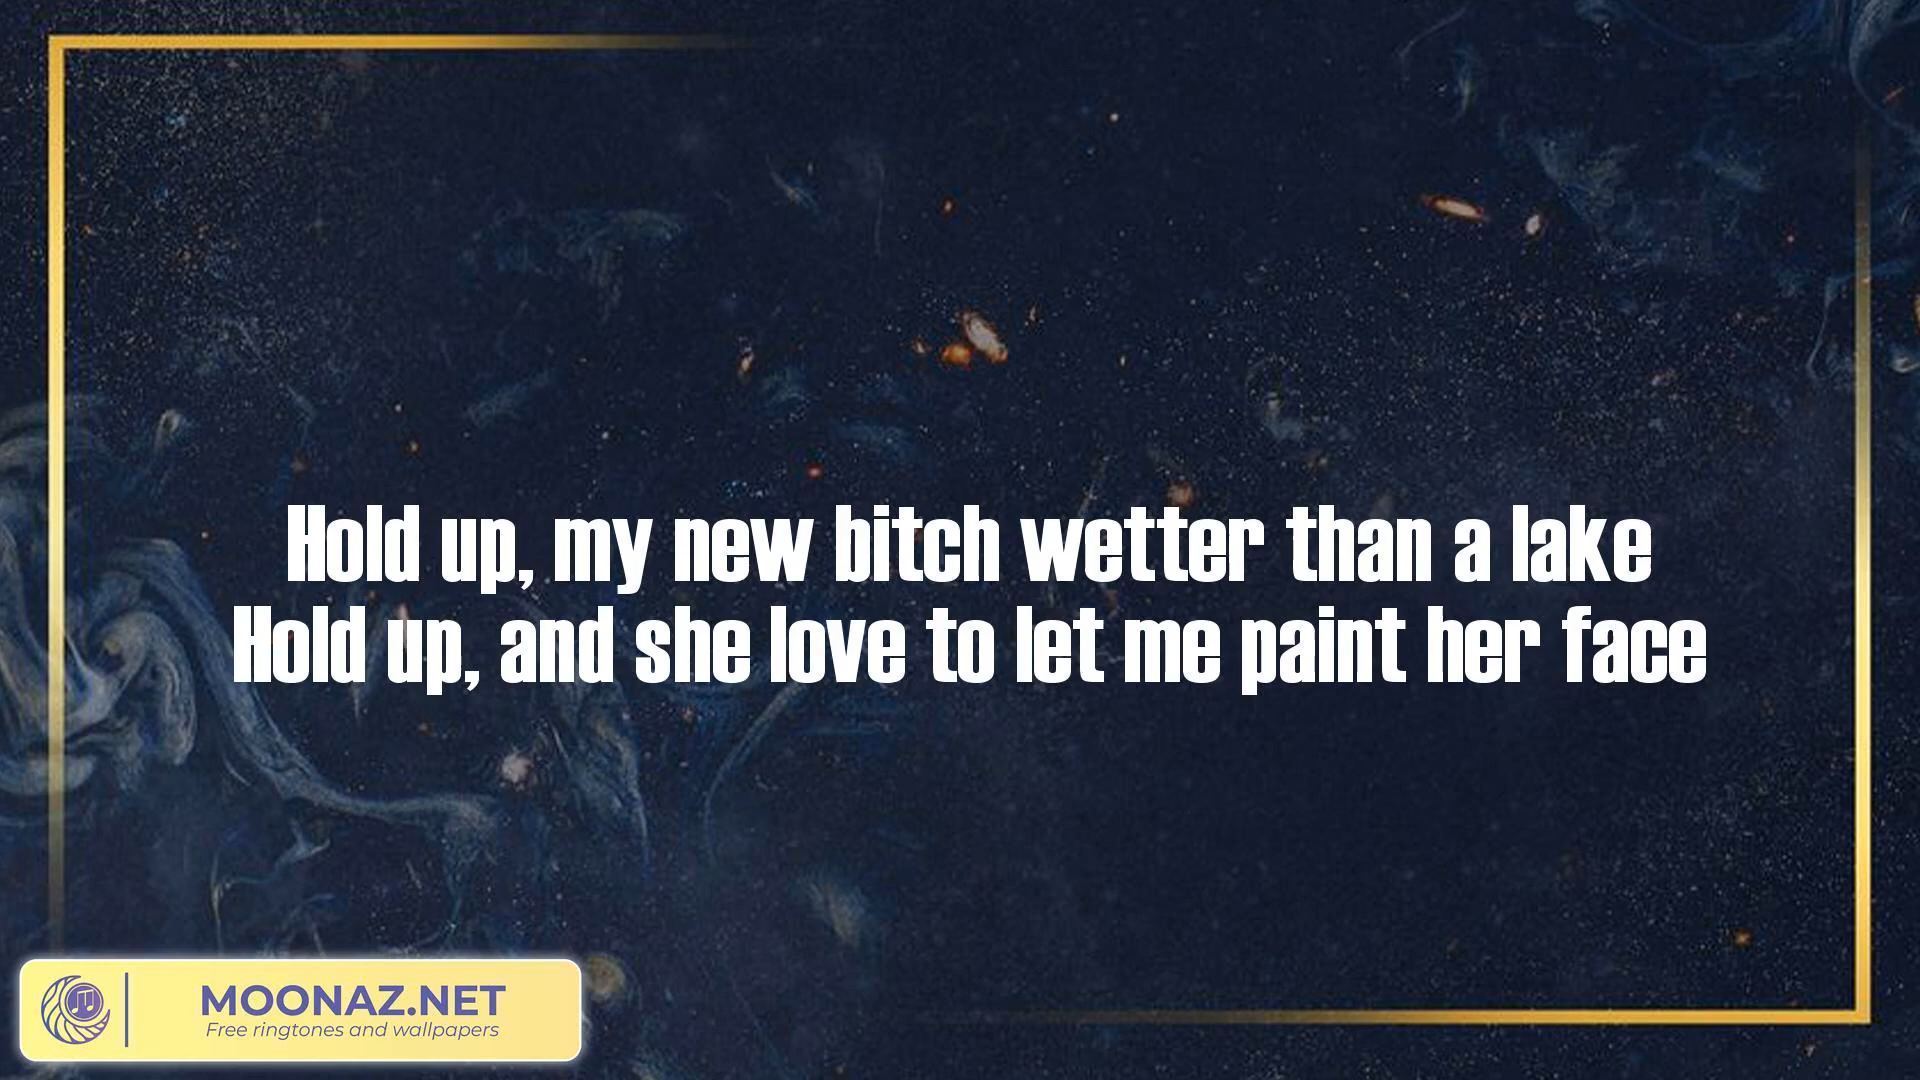 Hold up, my new bitch wetter than a lake
Hold up, and she love to let me paint her face
MOONAZ.NET
Free ringtones and wallpapers